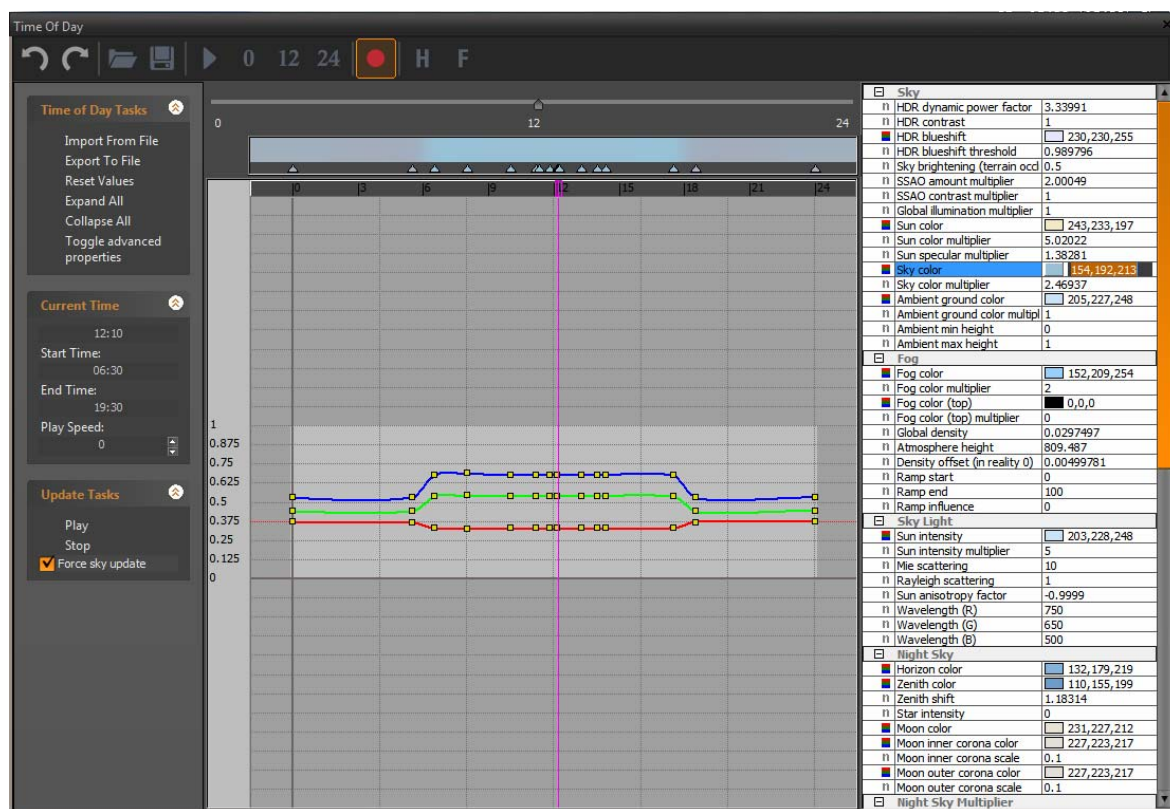 Time Of Day
0 12 24 H F
Time of Day Tasks
Import From File
Export To File
Reset Values
Expand All
Collapse All
Toggle advanced
properties
Current Time
12:10
Start Time:
06:30
End Time:
19:30
Play Speed:
0
Update Tasks
Play
Stop
Force sky update
0 12 24
0 3 6 9 12 15 18 21 24
1
0.875
0.75
0.625
0.5
0.375
0.25
0.125
0
Sky
n HDR dynamic power factor 3.33991
n HDR contrast 1
HDR blueshift 230,230,255
n HDR blueshift threshold 0.989796
n Sky brightening (terrain occl 0.5
n SSAO amount multiplier 2.00049
n SSAO contrast multiplier 1
n Global illumination multiplier 1
Sun color 243,233,197
n Sun color multiplier 5.02022
n Sun specular multiplier 1.38281
Sky color 154,192,213
n Sky color multiplier 2.46937
Ambient ground color 205,227,248
n Ambient ground color multipl 1
n Ambient min height 0
n Ambient max height 1
Fog
Fog color 152,209,254
n Fog color multiplier 2
Fog color (top) 0,0,0
n Fog color (top) multiplier 0
n Global density 0.0297497
n Atmosphere height 809.487
n Density offset (in reality 0) 0.00499781
n Ramp start 0
n Ramp end 100
n Ramp influence 0
Sky Light
Sun intensity 203,228,248
n Sun intensity multiplier 5
n Mie scattering 10
n Rayleigh scattering 1
n Sun anisotropy factor -0.9999
n Wavelength (R) 750
n Wavelength (G) 650
n Wavelength (B) 500
Night Sky
Horizon color 132,179,219
Zenith color 110,155,199
n Zenith shift 1.18314
n Star intensity 0
Moon color 231,227,212
Moon inner corona color 227,223,217
n Moon inner corona scale 0.1
Moon outer corona color 227,223,217
n Moon outer corona scale 0.1
Night Sky Multiplier